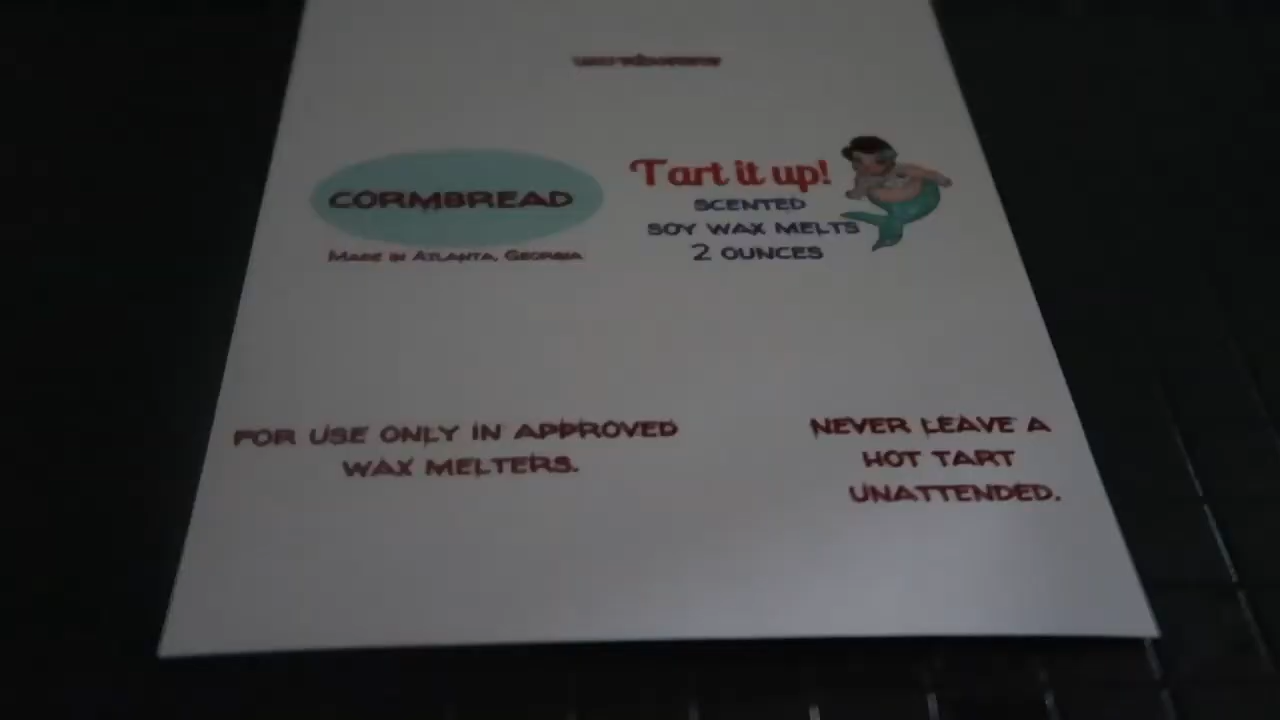 CORMBREAD
Made in Atlanta, Georgia
Tart it up!
SCENTED
SOY WAX MELTS
2 OUNCES
FOR USE ONLY IN APPROVED
WAX MELTERS.
NEVER LEAVE A
HOT TART
UNATTENDED.